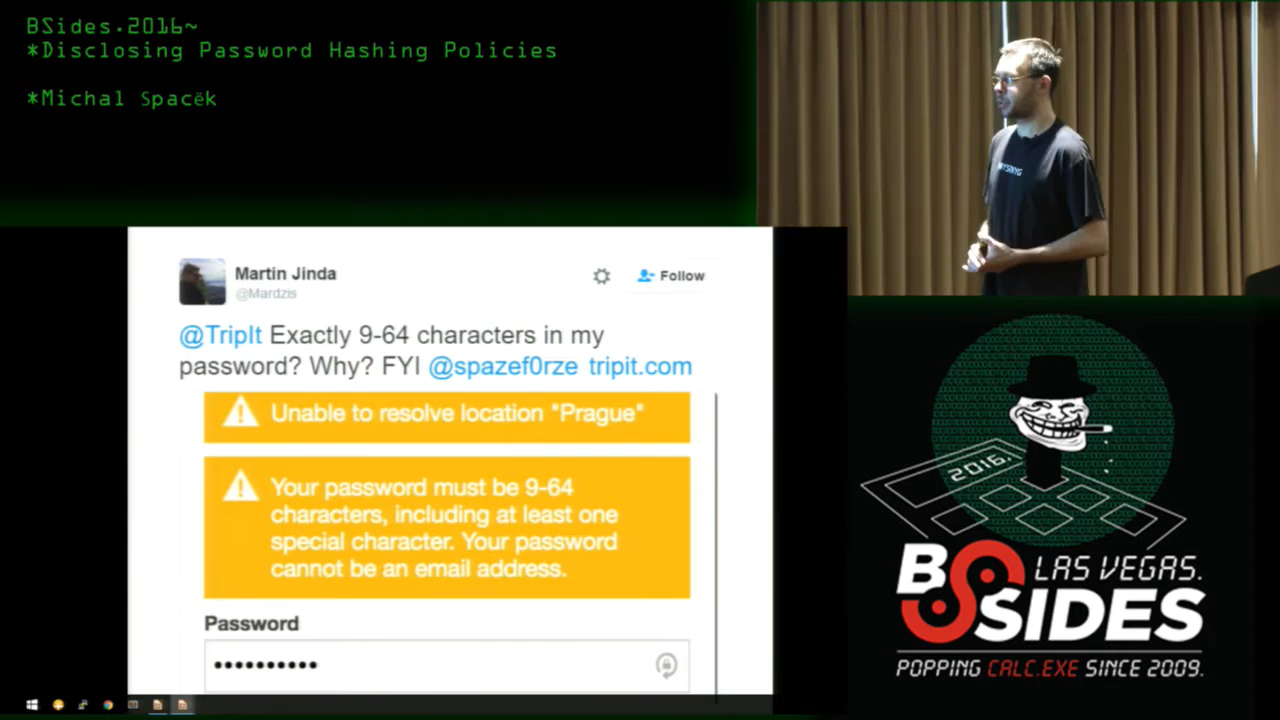 BSides.2016~
*Disclosing Password Hashing Policies
*Michal Spacëk
Martin Jinda
@Mardzis
Follow
@TripIt Exactly 9-64 characters in my
password? Why? FYI @spazef0rze tripit.com
Unable to resolve location "Prague"
Your password must be 9-64
characters, including at least one
special character. Your password
cannot be an email address.
Password
••••••••••
2016.
BSIDES
LAS VEGAS.
POPPING CALC.EXE SINCE 2009.